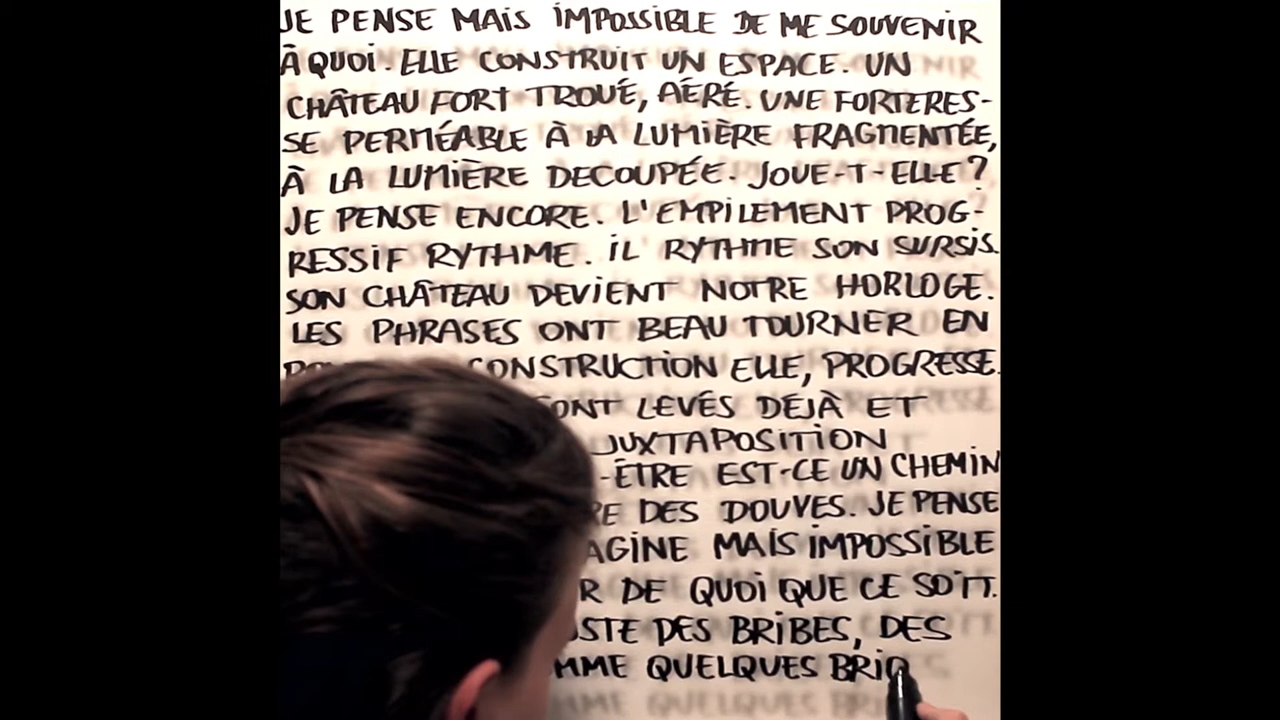 JE PENSE MAIS IMPOSSIBLE DE ME SOUVENIR
À QUOI. ELLE CONSTRUIT UN ESPACE. UN
CHÂTEAU FORT TROUÉ, AÉRÉ. UNE FORTERES-
SE PERMÉABLE À LA LUMIÈRE FRAGMENTÉE,
À LA LUMIÈRE DECOUPÉE. JOUE-T-ELLE?
JE PENSE ENCORE. L'EMPILEMENT PROG-
RESSIF RYTHME. IL RYTHME SON SURSIS.
SON CHÂTEAU DEVIENT NOTRE HORLOGE.
LES PHRASES ONT BEAU TOURNER EN
CONSTRUCTION ELLE, PROGRESSE.
SONT LEVÉS DÉJÀ ET
JUXTAPOSITION
-ÊTRE EST-CE UN CHEMIN
DES DOUVES. JE PENSE
AGINE MAIS IMPOSSIBLE
R DE QUOI QUE CE SOIT.
STE DES BRIBES, DES
MME QUELQUES BRIQ